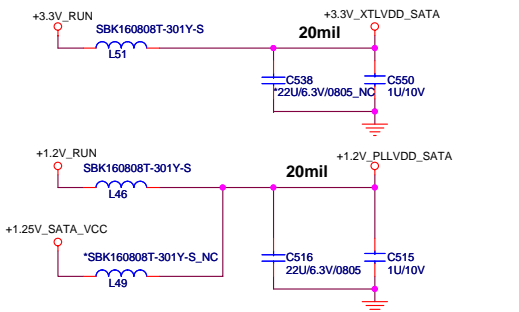 +3.3V_RUN
SBK160808T-301Y-S
L51
20mil
+3.3V_XTLVDD_SATA
C538
*22U/6.3V/0805_NC
C550
1U/10V
+1.2V_RUN
SBK160808T-301Y-S
L46
20mil
+1.2V_PLLVDD_SATA
+1.25V_SATA_VCC
*SBK160808T-301Y-S_NC
L49
C516
22U/6.3V/0805
C515
1U/10V